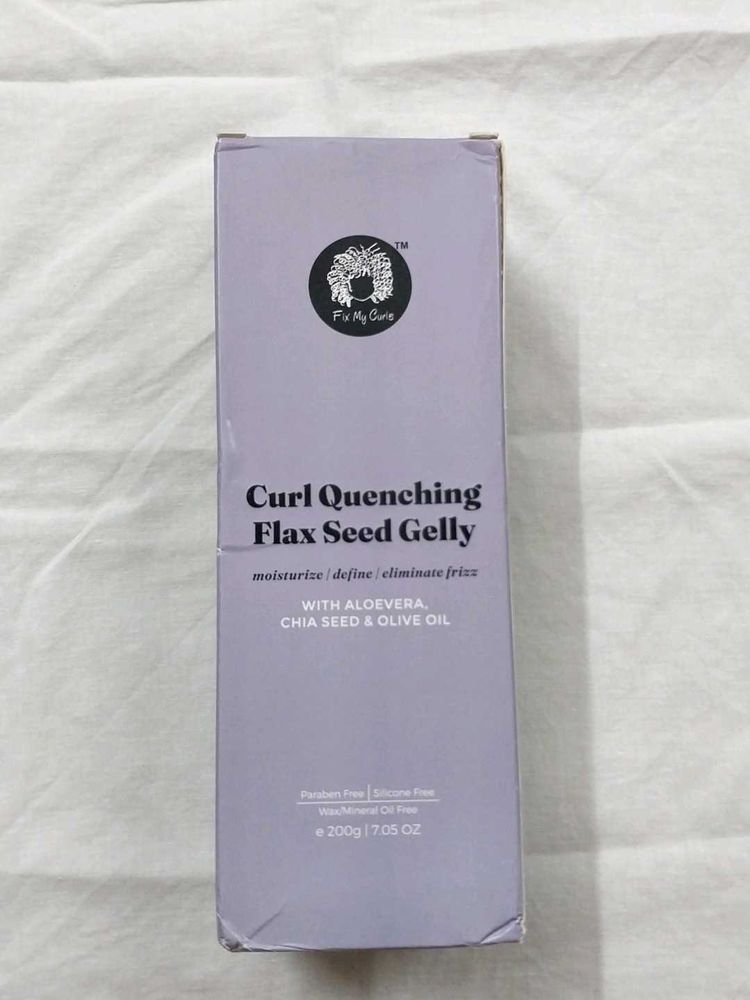 TM
Fix My Curls
Curl Quenching
Flax Seed Gelly
moisturize / define / eliminate frizz
WITH ALOEVERA,
CHIA SEED & OLIVE OIL
Paraben Free | Silicone Free
Wax/Mineral Oil Free
e 200g | 7.05 OZ